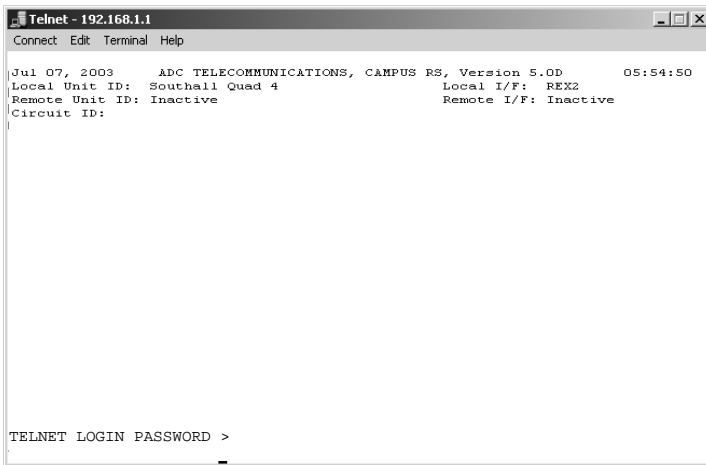 Telnet - 192.168.1.1
Connect Edit Terminal Help
Jul 07, 2003 ADC TELECOMMUNICATIONS, CAMPUS RS, Version 5.0D 05:54:50
Local Unit ID: Southall Quad 4 Local I/F: REX2
Remote Unit ID: Inactive Remote I/F: Inactive
Circuit ID:
TELNET LOGIN PASSWORD >